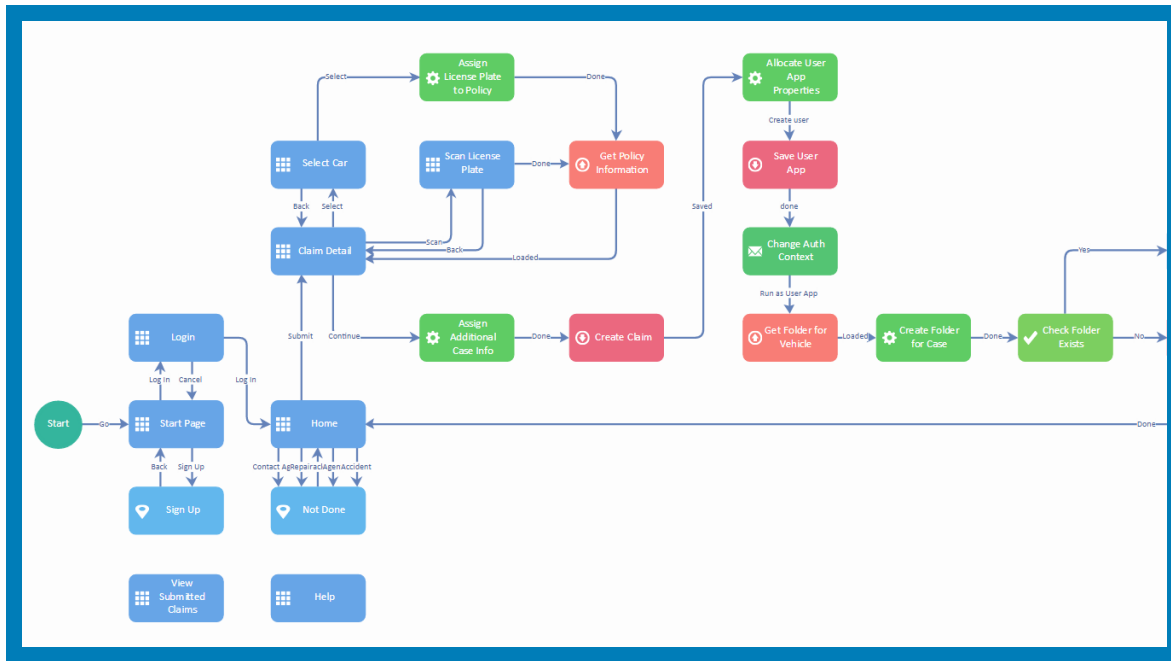 Assign
License Plate
to Policy
Allocate User
App
Properties
Select
Done
Create user
Select Car
Scan License
Plate
Done
Get Policy
Information
Save User
App
Back
Select
Saved
done
Claim Detail
Scan
Back
Loaded
Change Auth
Context
Yes
Run as User App
Login
Submit
Continue
Assign
Additional
Case Info
Done
Create Claim
Get Folder for
Vehicle
Loaded
Create Folder
for Case
Done
Check Folder
Exists
No
Log In
Cancel
Log In
Start
Go
Start Page
Home
Done
Back
Sign Up
Contact Ag
Repair
Agen
Accident
Sign Up
Not Done
View
Submitted
Claims
Help